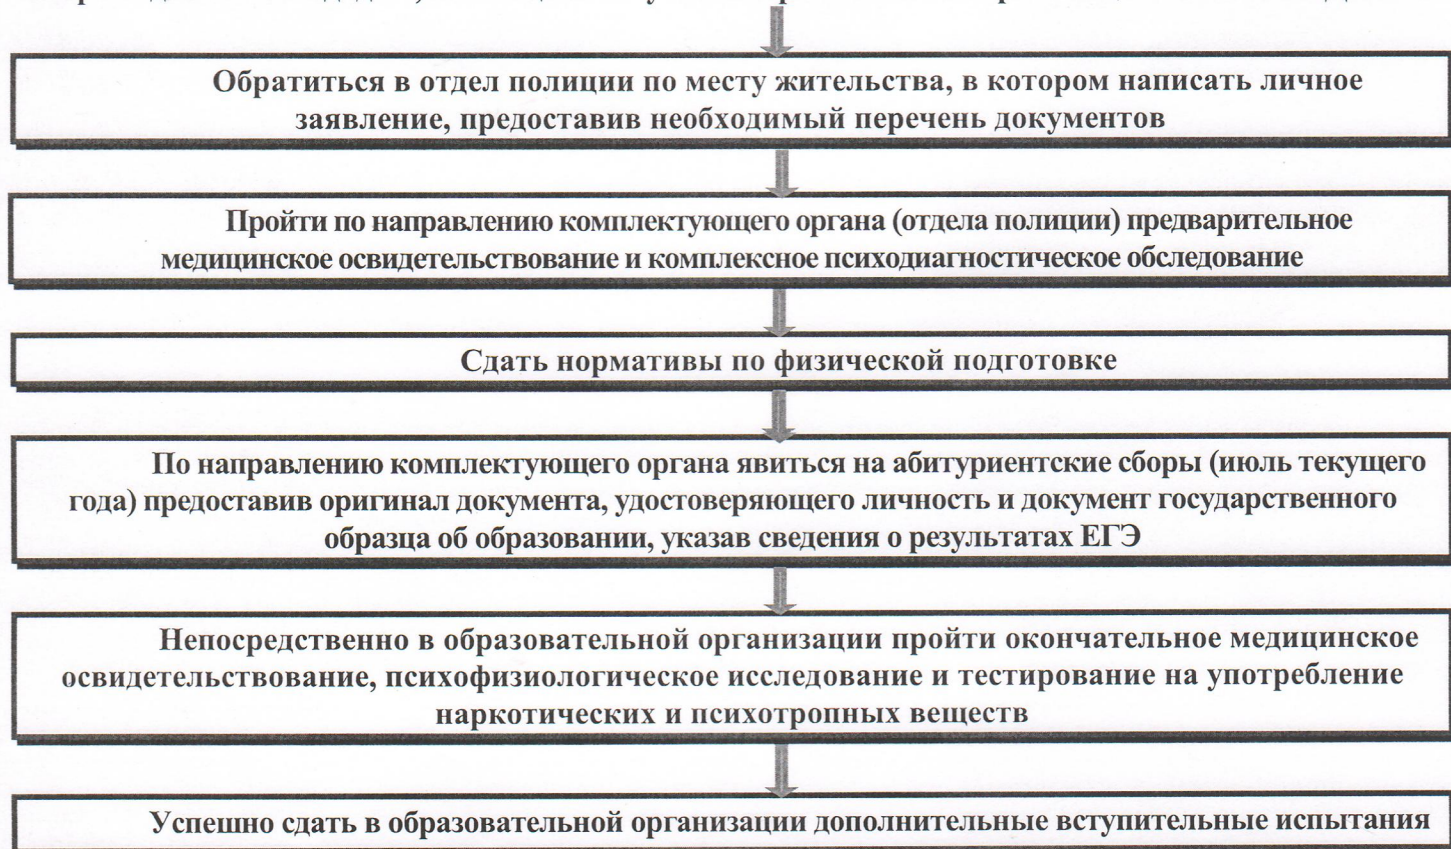 Обратиться в отдел полиции по месту жительства, в котором написать личное
заявление, предоставив необходимый перечень документов
Пройти по направлению комплектующего органа (отдела полиции) предварительное
медицинское освидетельствование и комплексное психодиагностическое обследование
Сдать нормативы по физической подготовке
По направлению комплектующего органа явиться на абитуриентские сборы (июль текущего
года) предоставив оригинал документа, удостоверяющего личность и документ государственного
образца об образовании, указав сведения о результатах ЕГЭ
Непосредственно в образовательной организации пройти окончательное медицинское
освидетельствование, психофизиологическое исследование и тестирование на употребление
наркотических и психотропных веществ
Успешно сдать в образовательной организации дополнительные вступительные испытания